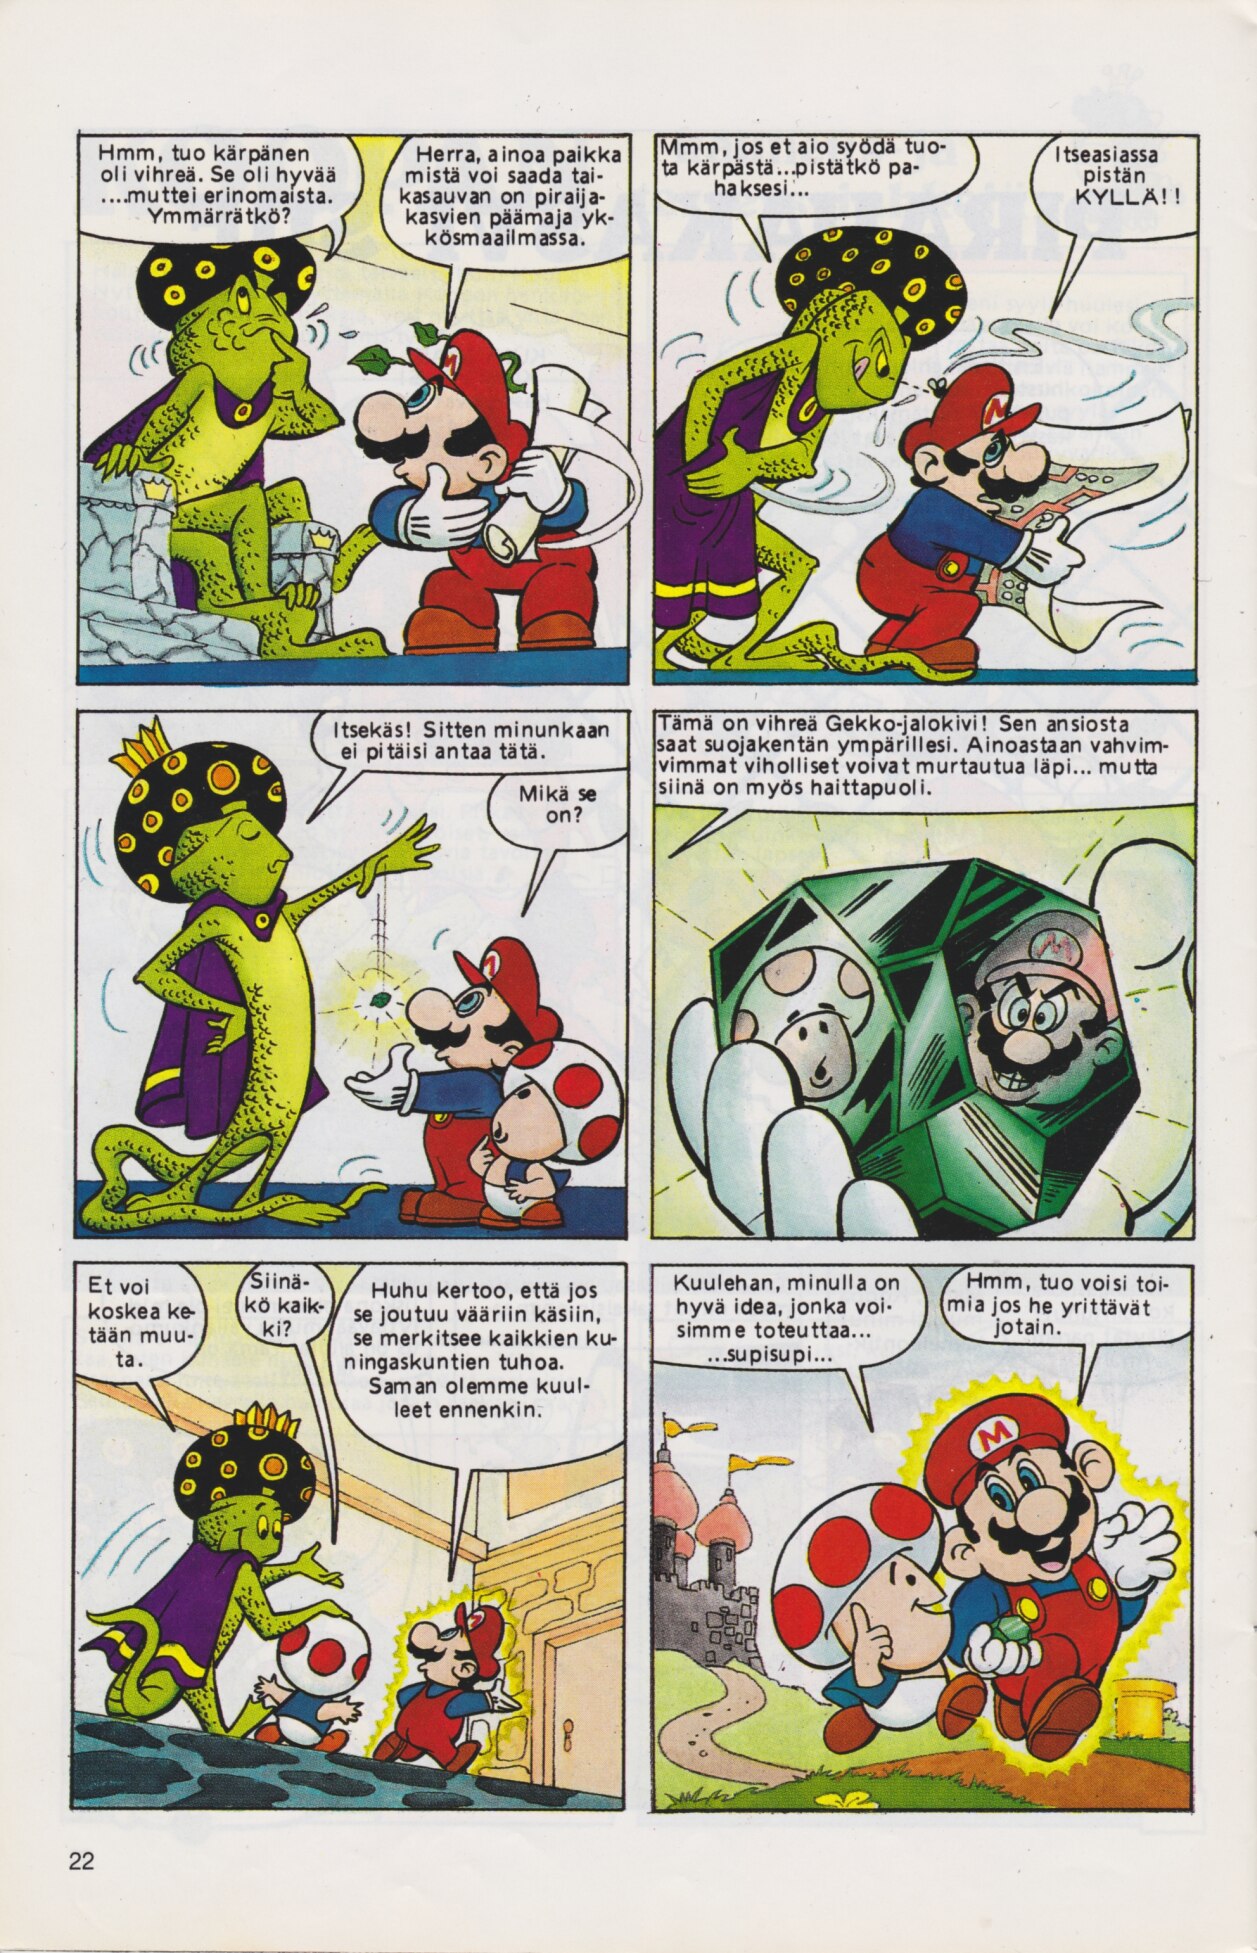 Hmm, tuo kärpänen
oli vihreä. Se oli hyvää
....muttei erinomaista.
Ymmärrätkö?
Herra, ainoa paikka
mistä voi saada tai-
kasauvan on piraija-
kasvien päämaja yk-
kösmaailmassa.
M
Mmm, jos et aio syödä tuo-
ta kärpästä...pistätkö pa-
haksesi...
Itseasiassa
pistän
KYLLÄ!!
M
Itsekäs! Sitten minunkaan
ei pitäisi antaa tätä.
Mikä se
on?
M
Tämä on vihreä Gekko-jalokivi! Sen ansiosta
saat suojakentän ympärillesi. Ainoastaan vahvim-
vimmat viholliset voivat murtautua läpi... mutta
siinä on myös haittapuoli.
M
Et voi
koskea ke-
tään muu-
ta.
Siinä-
kö kaik-
ki?
Huhu kertoo, että jos
se joutuu vääriin käsiin,
se merkitsee kaikkien ku-
ningaskuntien tuhoa.
Saman olemme kuul-
leet ennenkin.
Kuulehan, minulla on
hyvä idea, jonka voi-
simme toteuttaa...
...supisupi...
Hmm, tuo voisi toi-
mia jos he yrittävät
jotain.
M
22